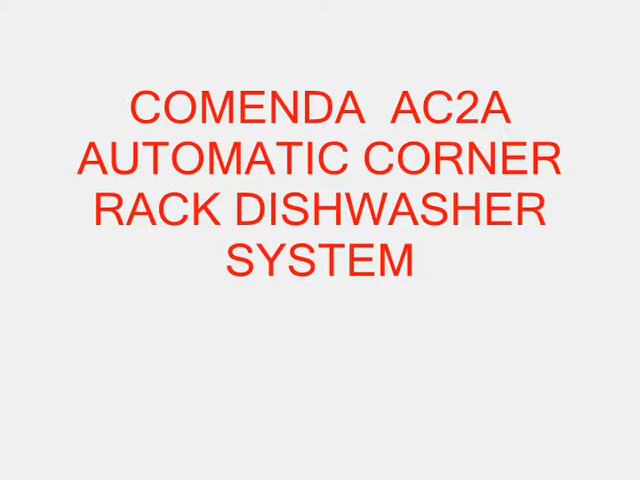 COMENDA AC2A
AUTOMATIC CORNER
RACK DISHWASHER
SYSTEM